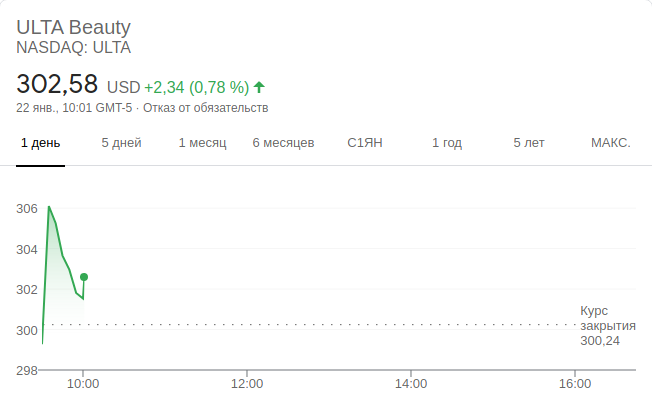 ULTA Beauty
NASDAQ: ULTA
302,58 USD +2,34 (0,78 %)
22 янв., 10:01 GMT-5 · Отказ от обязательств
1 день 5 дней 1 месяц 6 месяцев С1ЯН 1 год 5 лет МАКС.
306
304
302
300
298
Курс
закрытия
300,24
10:00 12:00 14:00 16:00